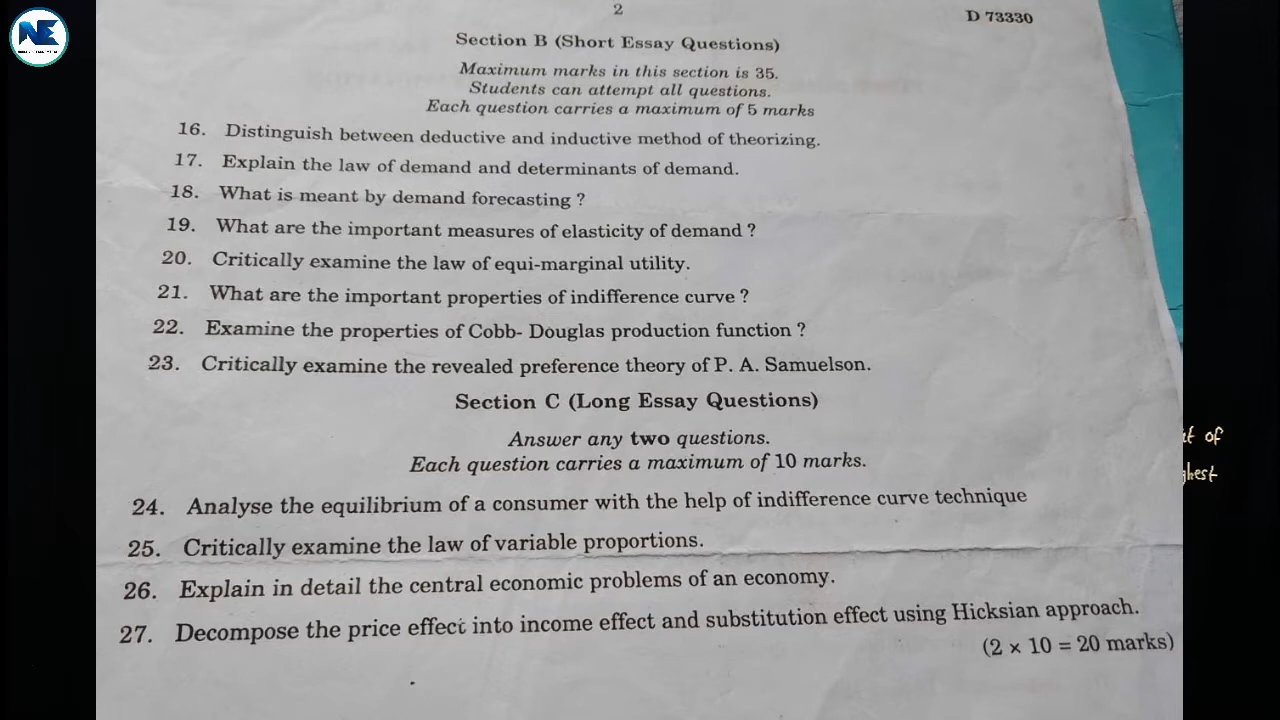 NE
2
D 73330
Section B (Short Essay Questions)
Maximum marks in this section is 35.
Students can attempt all questions.
Each question carries a maximum of 5 marks
16. Distinguish between deductive and inductive method of theorizing.
17. Explain the law of demand and determinants of demand.
18. What is meant by demand forecasting ?
19. What are the important measures of elasticity of demand ?
20. Critically examine the law of equi-marginal utility.
21. What are the important properties of indifference curve ?
22. Examine the properties of Cobb- Douglas production function ?
23. Critically examine the revealed preference theory of P. A. Samuelson.
Section C (Long Essay Questions)
Answer any two questions.
Each question carries a maximum of 10 marks.
24. Analyse the equilibrium of a consumer with the help of indifference curve technique
25. Critically examine the law of variable proportions.
26. Explain in detail the central economic problems of an economy.
27. Decompose the price effect into income effect and substitution effect using Hicksian approach.
(2 × 10 = 20 marks)
of